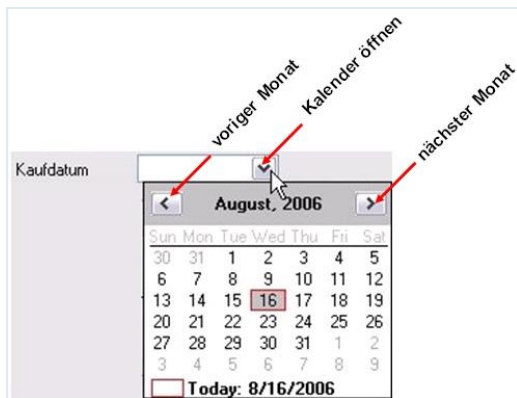 voriger Monat
Kalender öffnen
nächster Monat
Kaufdatum
August, 2006
Sun Mon Tue Wed Thu Fri Sat
30 31 1 2 3 4 5
6 7 8 9 10 11 12
13 14 15 16 17 18 19
20 21 22 23 24 25 26
27 28 29 30 31 1 2
3 4 5 6 7 8 9
Today: 8/16/2006